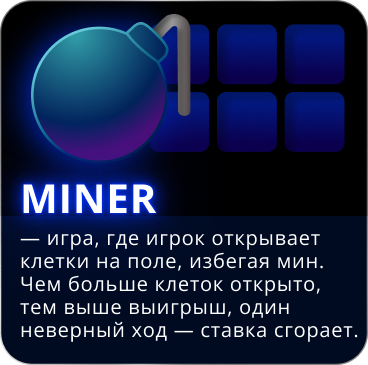 MINER
— игра, где игрок открывает
клетки на поле, избегая мин.
Чем больше клеток открыто,
тем выше выигрыш, один
неверный ход — ставка сгорает.